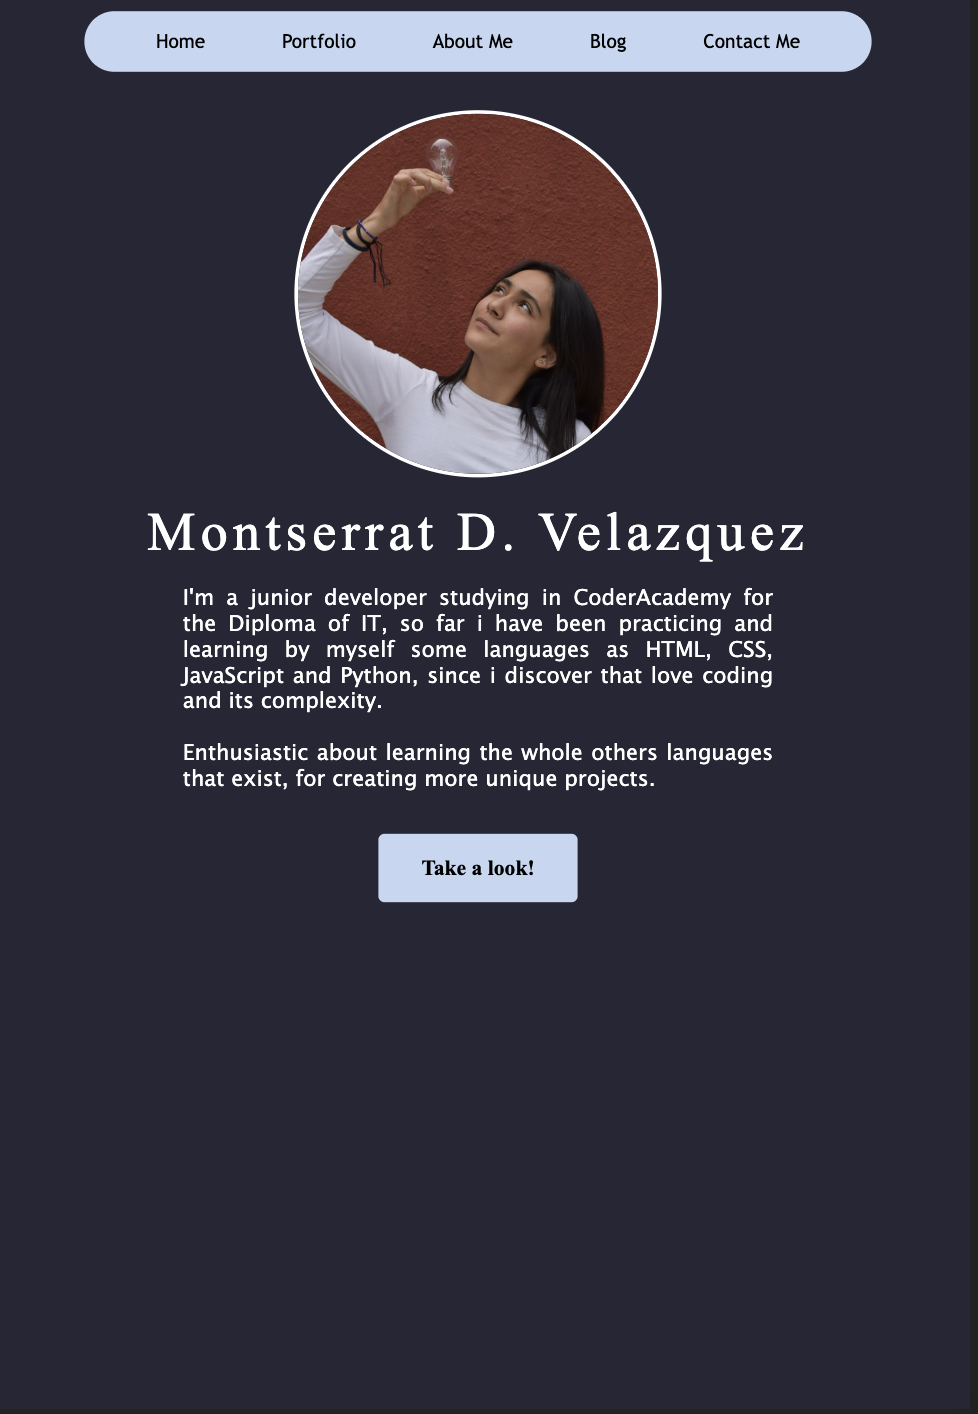 Home Portfolio About Me Blog Contact Me
Montserrat D. Velazquez
I'm a junior developer studying in CoderAcademy for
the Diploma of IT, so far i have been practicing and
learning by myself some languages as HTML, CSS,
JavaScript and Python, since i discover that love coding
and its complexity.
Enthusiastic about learning the whole others languages
that exist, for creating more unique projects.
Take a look!